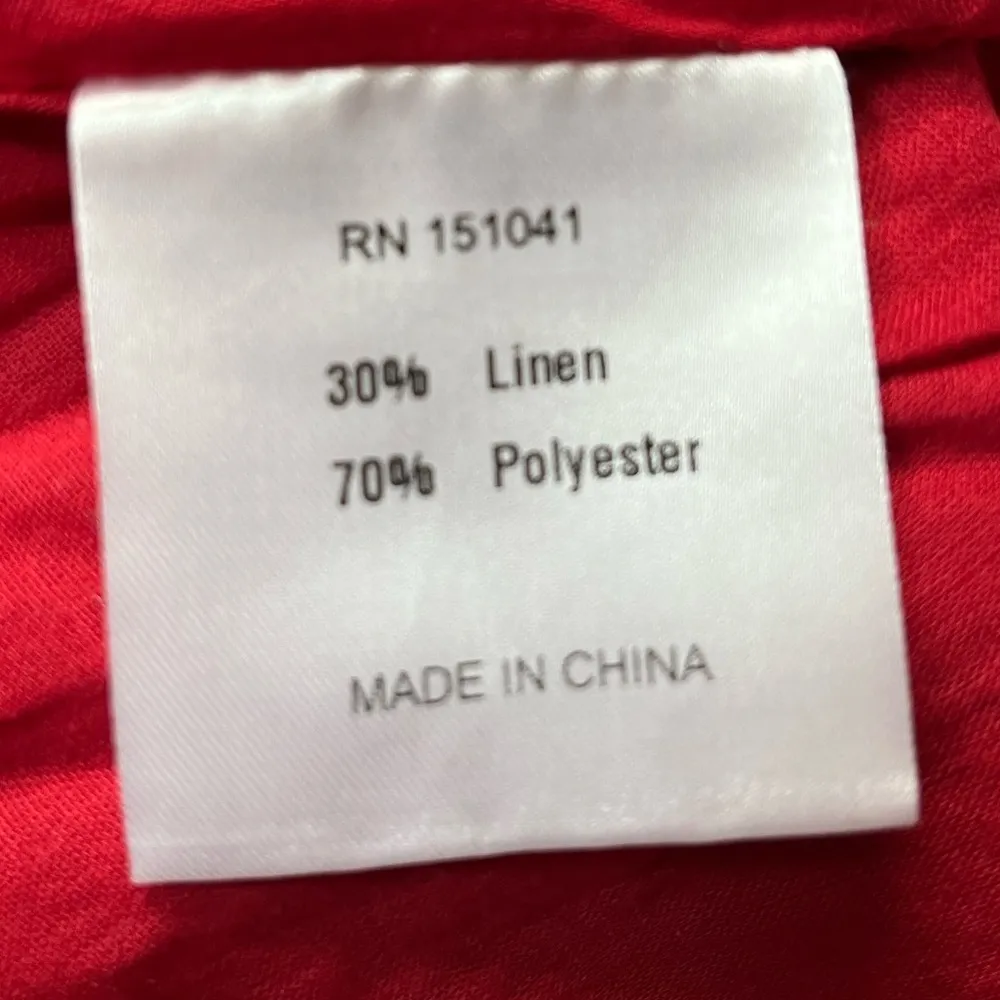 RN 151041
30% Linen
70% Polyester
MADE IN CHINA